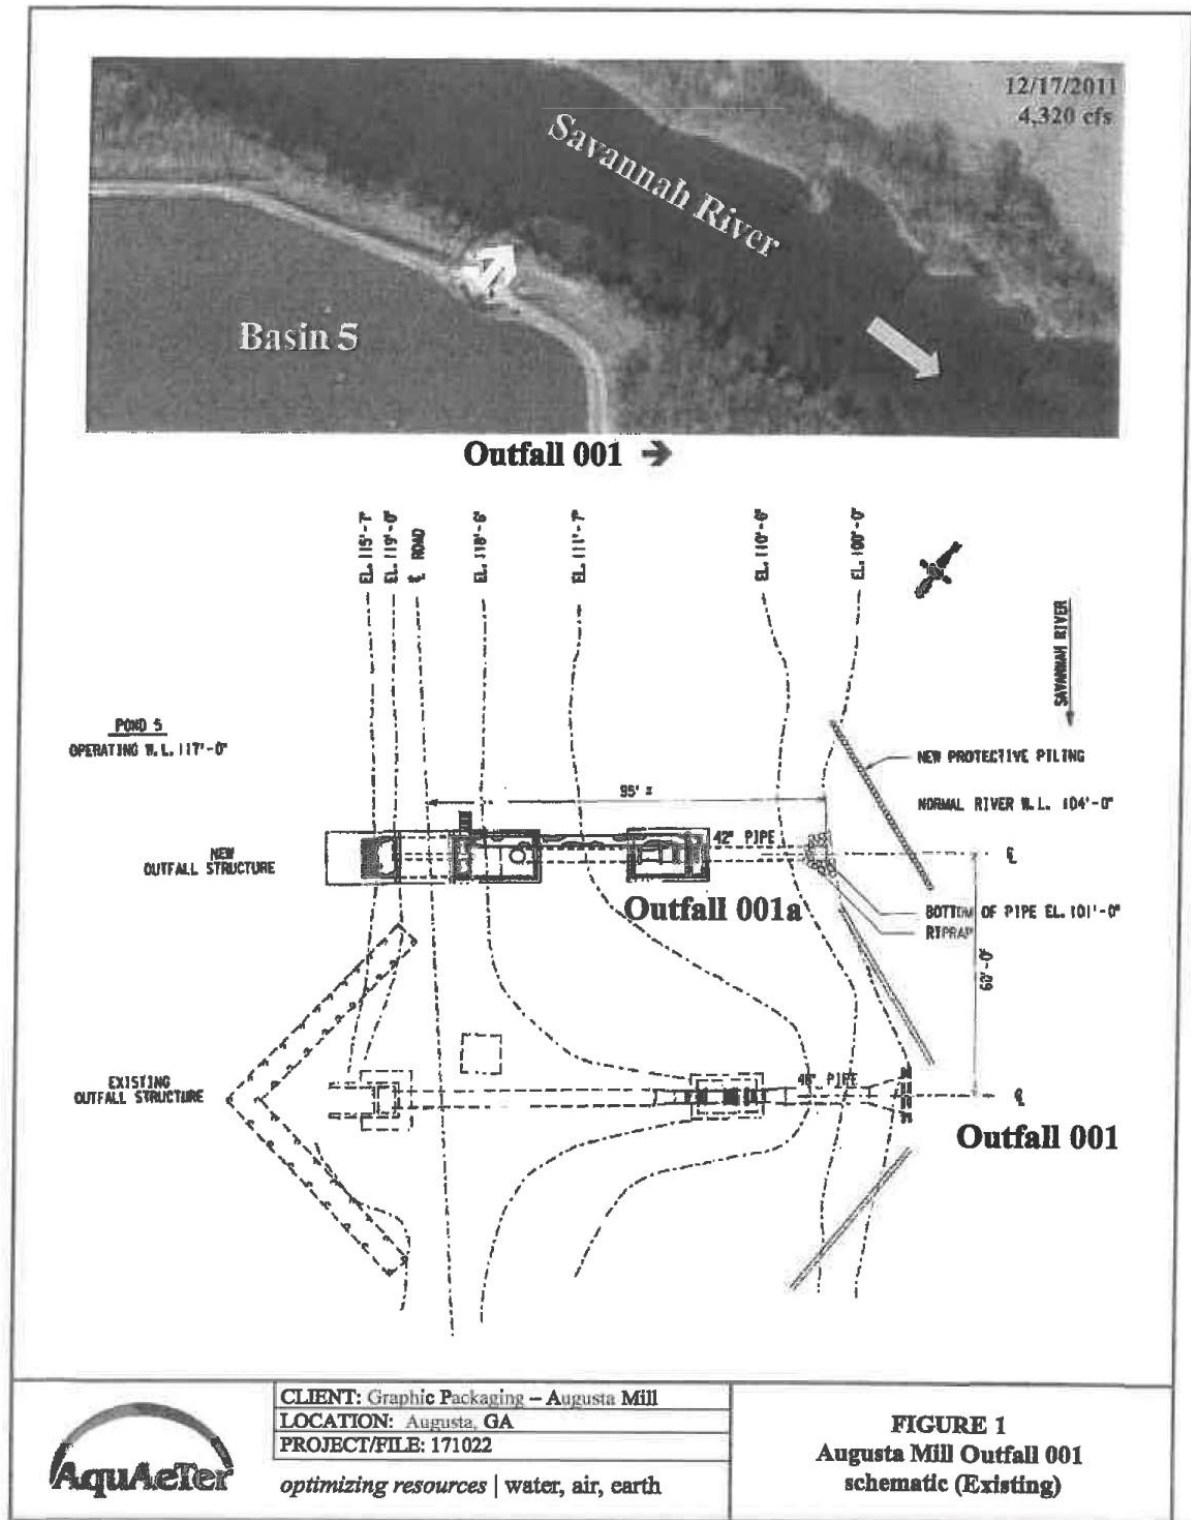 12/17/2011
4,320 cfs
Savannah River
Basin 5
Outfall 001
EL. 115'-7"
EL. 119'-0"
℄ ROAD
EL. 118'-6"
EL. 111'-7"
EL. 110'-0"
EL. 100'-0"
SAVANNAH RIVER
POND 5
OPERATING W.L. 117'-0"
NEW PROTECTIVE PILING
95' ±
NORMAL RIVER W.L. 104'-0"
42" PIPE
NEW
OUTFALL STRUCTURE
℄
Outfall 001a
BOTTOM OF PIPE EL. 101'-0"
RIPRAP
60'-0"
EXISTING
OUTFALL STRUCTURE
PIPE
℄
Outfall 001
AquAeTer
CLIENT: Graphic Packaging – Augusta Mill
LOCATION: Augusta, GA
PROJECT/FILE: 171022
optimizing resources | water, air, earth
FIGURE 1
Augusta Mill Outfall 001
schematic (Existing)